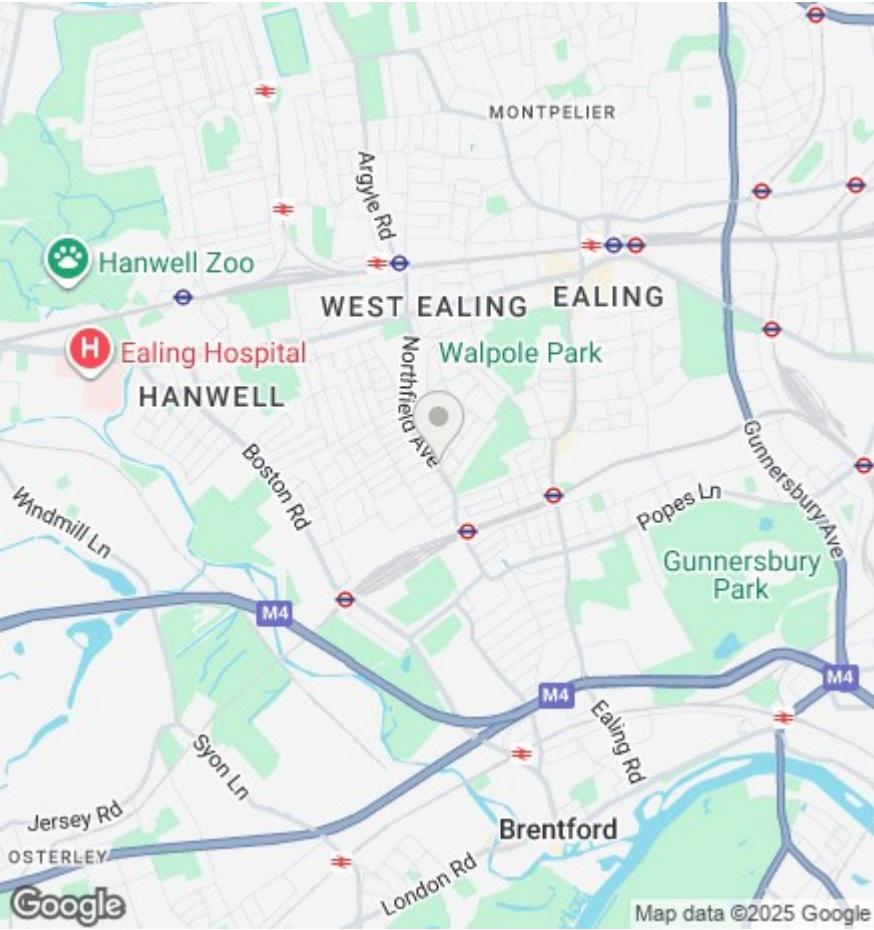 MONTPELIER
Argyle Rd
Hanwell Zoo
WEST EALING
EALING
H
Ealing Hospital
Walpole Park
HANWELL
Northfield Ave
Boston Rd
Gunnersbury Ave
Windmill Ln
Popes Ln
Gunnersbury
Park
M4
M4
M4
Ealing Rd
Syon Ln
Jersey Rd
Brentford
OSTERLEY
London Rd
Google
Map data ©2025 Google